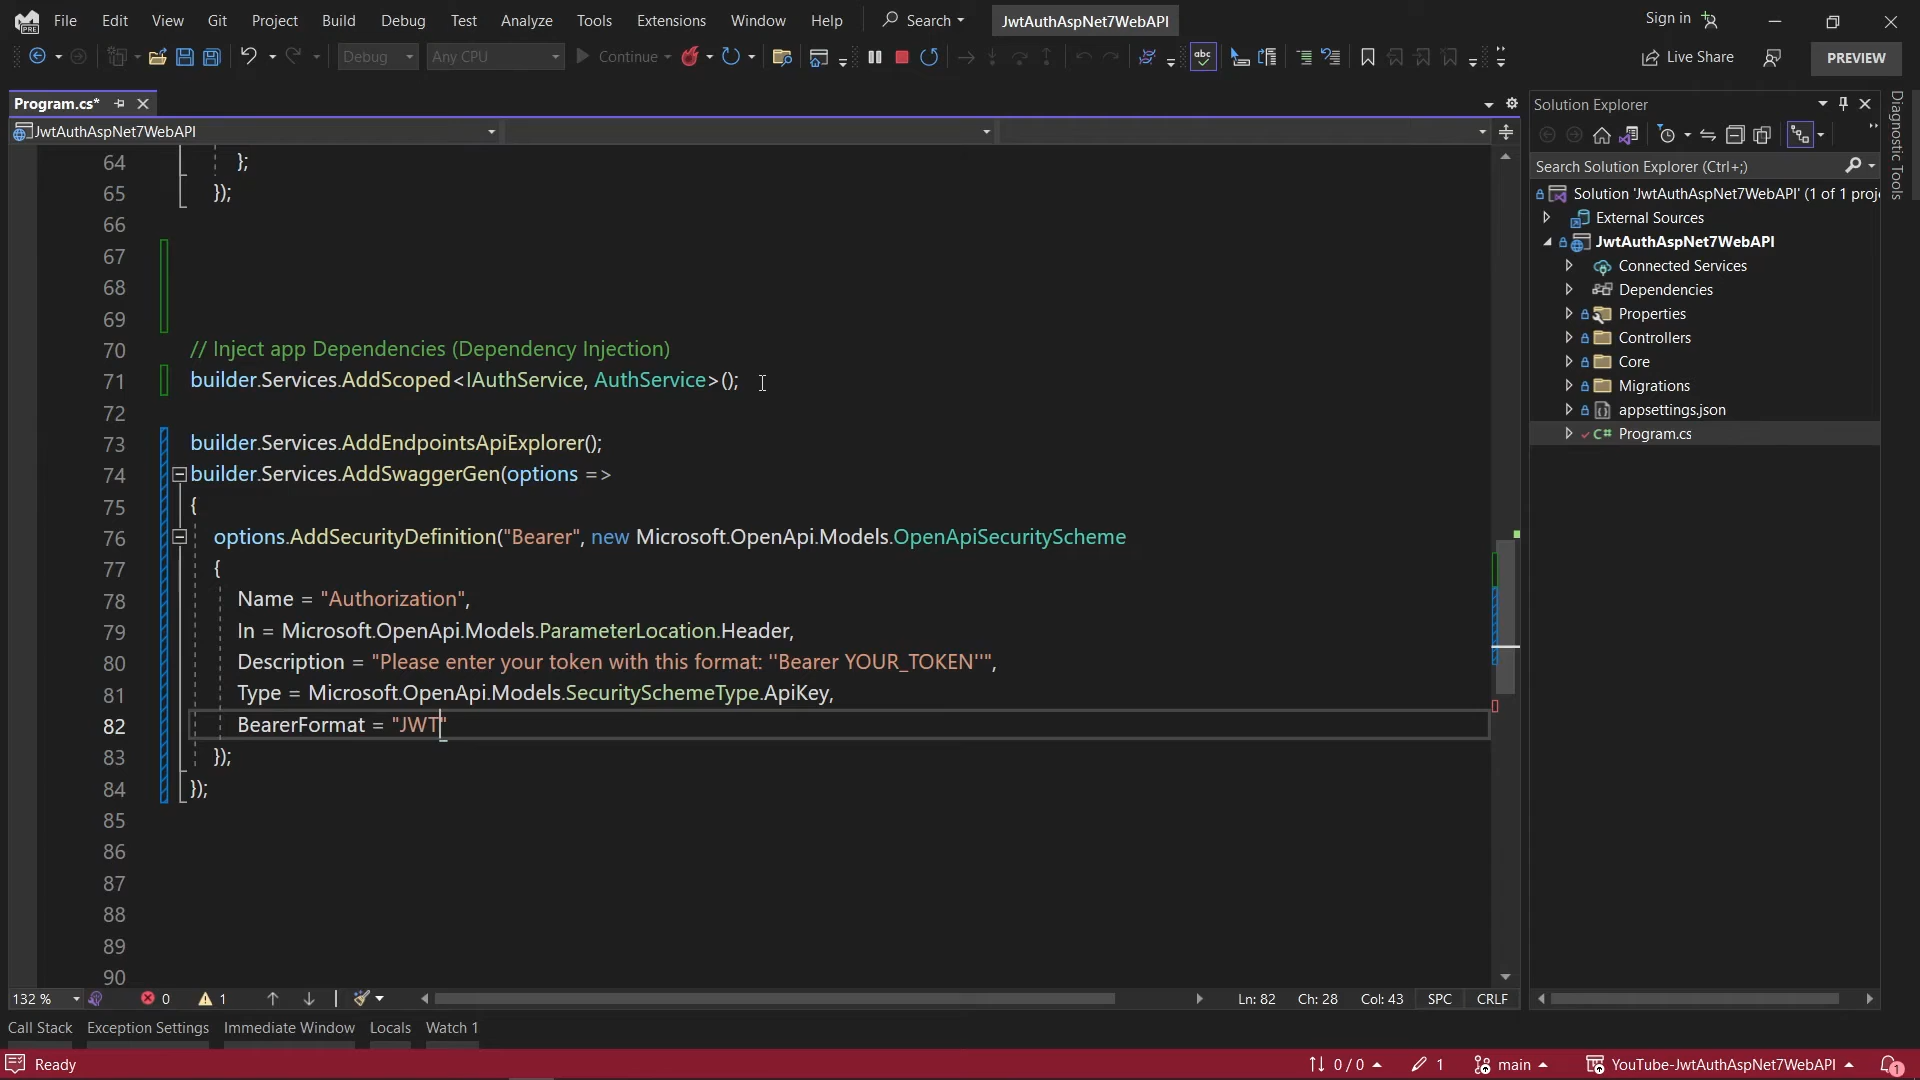 File Edit View Git Project Build Debug Test Analyze Tools Extensions Window Help Search JwtAuthAspNet7WebAPI Sign in
Debug Any CPU Continue Live Share PREVIEW
Program.cs*
JwtAuthAspNet7WebAPI
64 };
65 });
66
67
68
69
70 // Inject app Dependencies (Dependency Injection)
71 builder.Services.AddScoped<IAuthService, AuthService>();
72
73 builder.Services.AddEndpointsApiExplorer();
74 builder.Services.AddSwaggerGen(options =>
75 {
76 options.AddSecurityDefinition("Bearer", new Microsoft.OpenApi.Models.OpenApiSecurityScheme
77 {
78 Name = "Authorization",
79 In = Microsoft.OpenApi.Models.ParameterLocation.Header,
80 Description = "Please enter your token with this format: ''Bearer YOUR_TOKEN''",
81 Type = Microsoft.OpenApi.Models.SecuritySchemeType.ApiKey,
82 BearerFormat = "JWT"
83 });
84 });
85
86
87
88
89
90
132 % 0 1 Ln: 82 Ch: 28 Col: 43 SPC CRLF
Solution Explorer
Search Solution Explorer (Ctrl+;)
Solution 'JwtAuthAspNet7WebAPI' (1 of 1 proje
External Sources
JwtAuthAspNet7WebAPI
Connected Services
Dependencies
Properties
Controllers
Core
Migrations
appsettings.json
C# Program.cs
Diagnostic Tools
Call Stack Exception Settings Immediate Window Locals Watch 1
Ready 0 / 0 1 main YouTube-JwtAuthAspNet7WebAPI 1